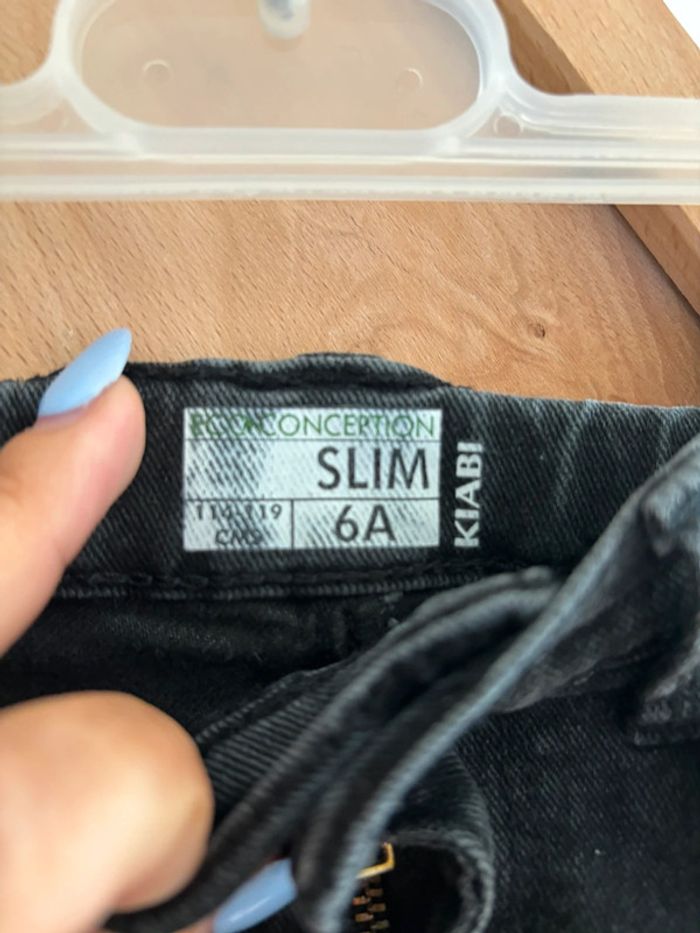 ECOCONCEPTION
SLIM
114-119
CMS
6A
KIABI